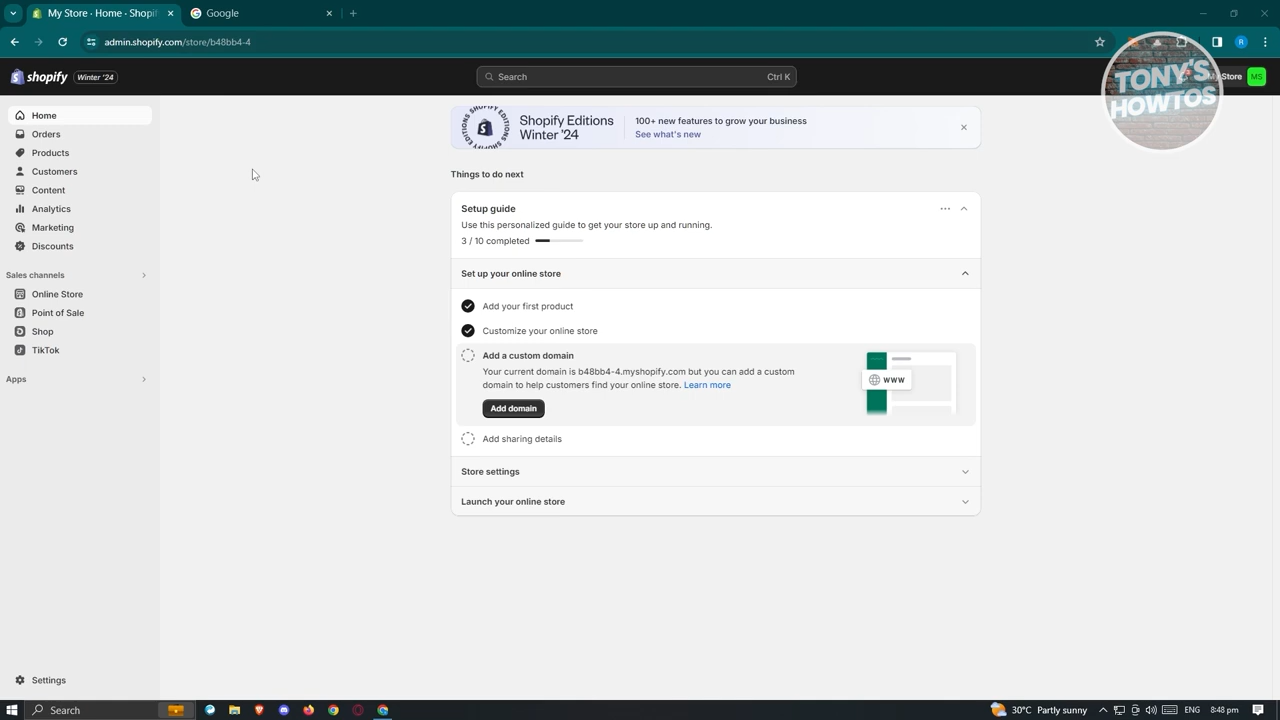 My Store · Home · Shopif
Google
admin.shopify.com/store/b48bb4-4
shopify
Winter '24
Search
Ctrl K
My Store
MS
TONY'S
HOWTOS
Home
Orders
Products
Customers
Content
Analytics
Marketing
Discounts
Sales channels
Online Store
Point of Sale
Shop
TikTok
Apps
Settings
SHOPIFY EDITIONS
Shopify Editions
Winter '24
100+ new features to grow your business
See what's new
Things to do next
Setup guide
Use this personalized guide to get your store up and running.
3 / 10 completed
Set up your online store
Add your first product
Customize your online store
Add a custom domain
Your current domain is b48bb4-4.myshopify.com but you can add a custom
domain to help customers find your online store. Learn more
Add domain
WWW
Add sharing details
Store settings
Launch your online store
Search
30°C Partly sunny
ENG
8:48 pm